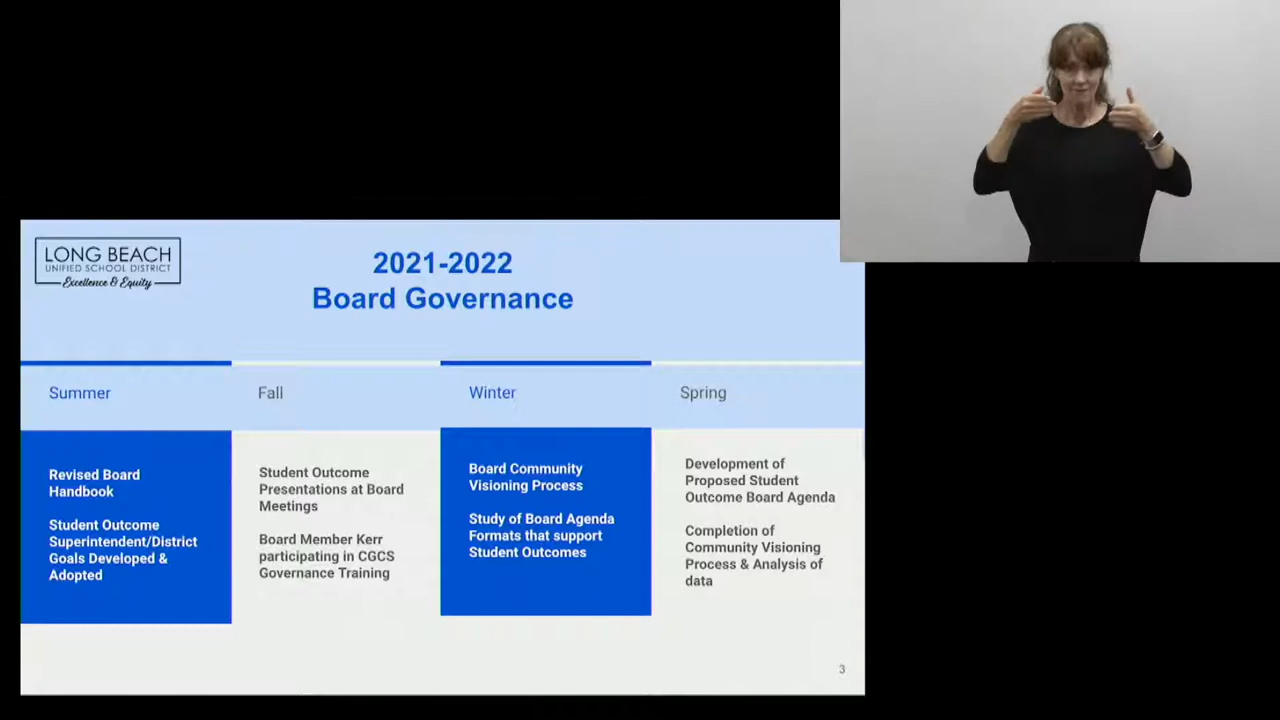 LONG BEACH
UNIFIED SCHOOL DISTRICT
Excellence & Equity
2021-2022
Board Governance
Summer
Fall
Winter
Spring
Revised Board
Handbook
Student Outcome
Superintendent/District
Goals Developed &
Adopted
Student Outcome
Presentations at Board
Meetings
Board Member Kerr
participating in CGCS
Governance Training
Board Community
Visioning Process
Study of Board Agenda
Formats that support
Student Outcomes
Development of
Proposed Student
Outcome Board Agenda
Completion of
Community Visioning
Process & Analysis of
data
3